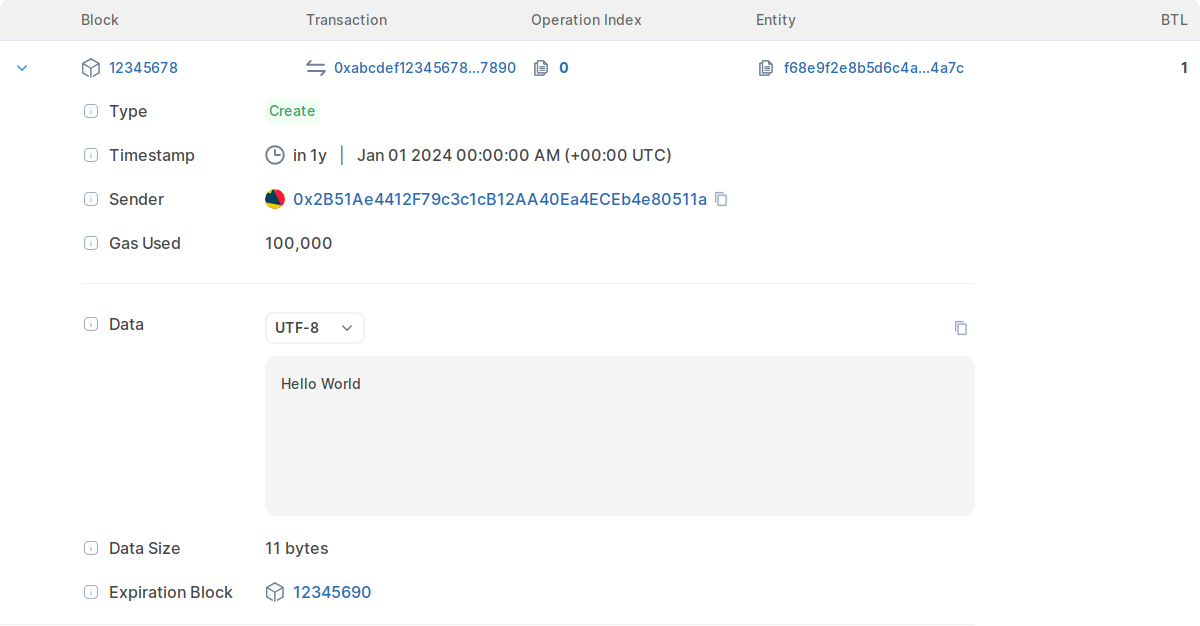 Block Transaction Operation Index Entity BTL
12345678 0xabcdef12345678...7890 0 f68e9f2e8b5d6c4a...4a7c 1
Type Create
Timestamp in 1y | Jan 01 2024 00:00:00 AM (+00:00 UTC)
Sender 0x2B51Ae4412F79c3c1cB12AA40Ea4ECEb4e80511a
Gas Used 100,000
Data UTF-8
Hello World
Data Size 11 bytes
Expiration Block 12345690